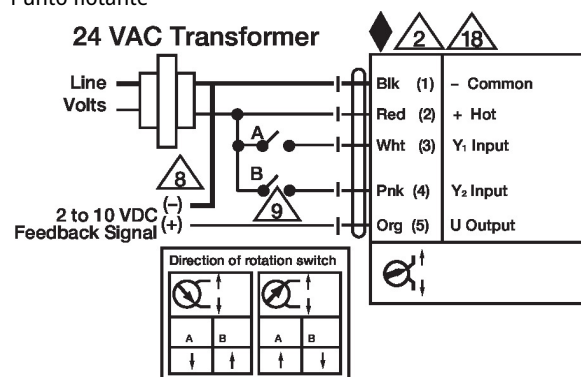 Punto flotante
24 VAC Transformer
2
18
Line
Volts
Blk (1) – Common
Red (2) + Hot
A
Wht (3) Y₁ Input
B
Pnk (4) Y₂ Input
8
9
2 to 10 VDC (–)
Feedback Signal (+)
Org (5) U Output
Direction of rotation switch
A B
A B